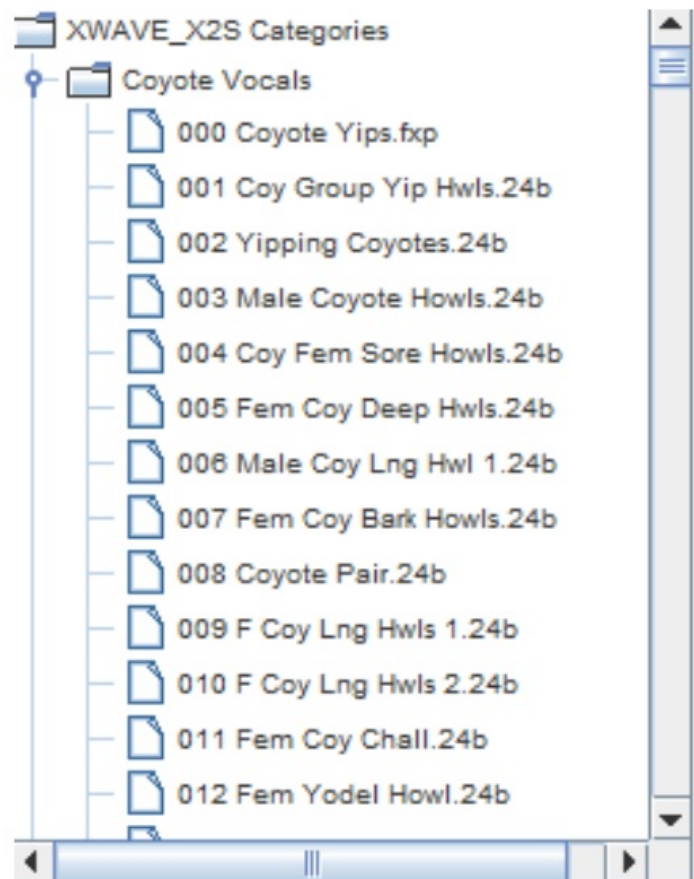 XWAVE_X2S Categories
Coyote Vocals
000 Coyote Yips.fxp
001 Coy Group Yip Hwls.24b
002 Yipping Coyotes.24b
003 Male Coyote Howls.24b
004 Coy Fem Sore Howls.24b
005 Fem Coy Deep Hwls.24b
006 Male Coy Lng Hwl 1.24b
007 Fem Coy Bark Howls.24b
008 Coyote Pair.24b
009 F Coy Lng Hwls 1.24b
010 F Coy Lng Hwls 2.24b
011 Fem Coy Chall.24b
012 Fem Yodel Howl.24b